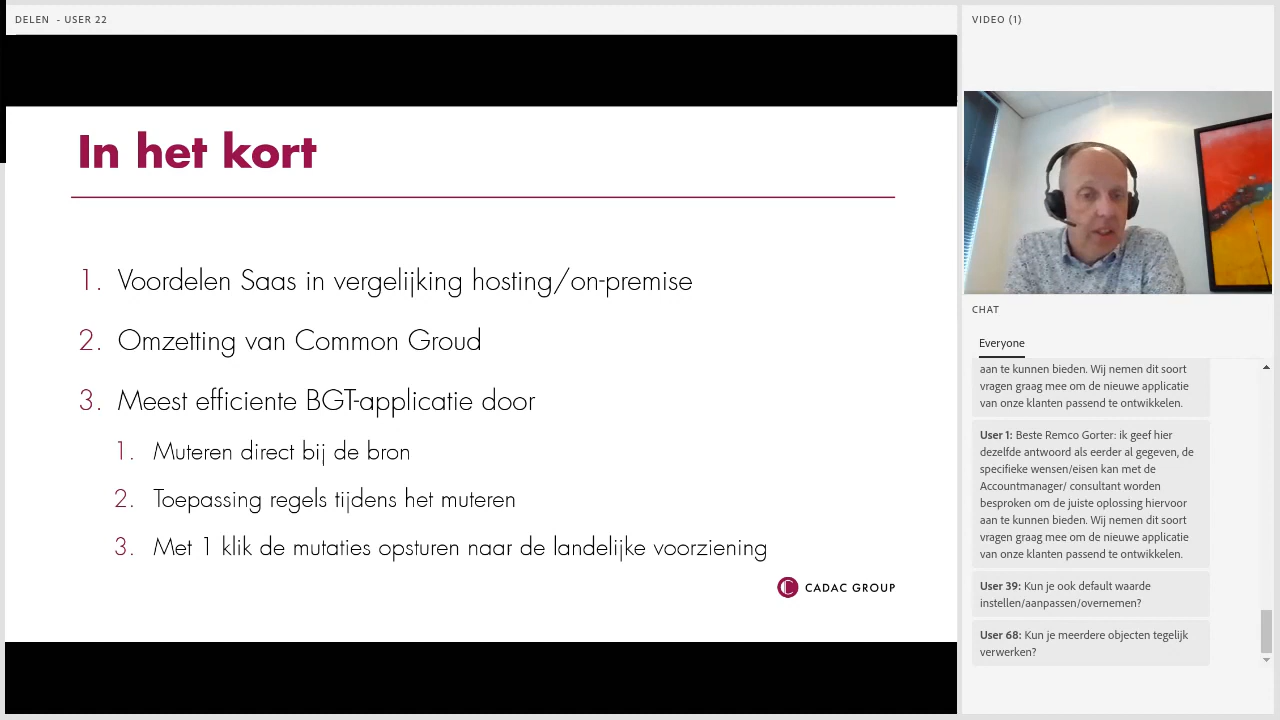 DELEN - USER 22
In het kort
1. Voordelen Saas in vergelijking hosting/on-premise
2. Omzetting van Common Groud
3. Meest efficiente BGT-applicatie door
1. Muteren direct bij de bron
2. Toepassing regels tijdens het muteren
3. Met 1 klik de mutaties opsturen naar de landelijke voorziening
CADAC GROUP
VIDEO (1)
CHAT
Everyone
aan te kunnen bieden. Wij nemen dit soort
vragen graag mee om de nieuwe applicatie
van onze klanten passend te ontwikkelen.
User 1: Beste Remco Gorter: ik geef hier
dezelfde antwoord als eerder al gegeven, de
specifieke wensen/eisen kan met de
Accountmanager/ consultant worden
besproken om de juiste oplossing hiervoor
aan te kunnen bieden. Wij nemen dit soort
vragen graag mee om de nieuwe applicatie
van onze klanten passend te ontwikkelen.
User 39: Kun je ook default waarde
instellen/aanpassen/overnemen?
User 68: Kun je meerdere objecten tegelijk
verwerken?